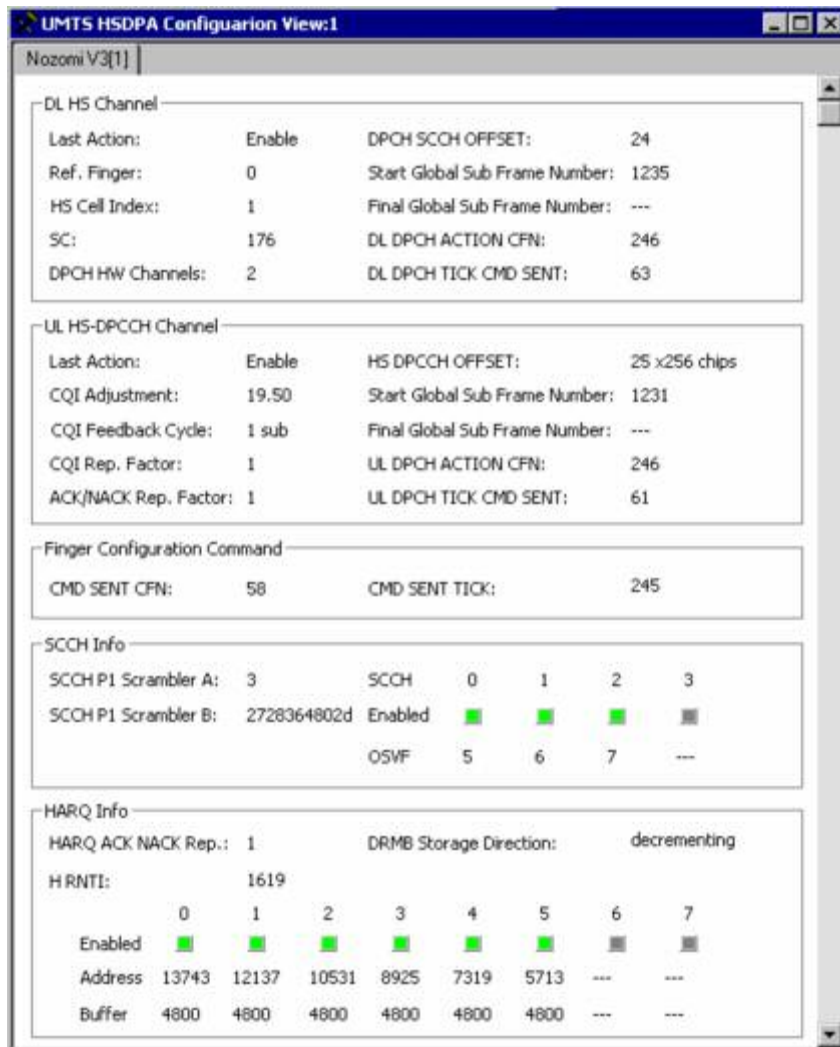 UMTS HSDPA Configuarion View:1
Nozomi V3[1]
DL HS Channel
Last Action: Enable DPCH SCCH OFFSET: 24
Ref. Finger: 0 Start Global Sub Frame Number: 1235
HS Cell Index: 1 Final Global Sub Frame Number: ---
SC: 176 DL DPCH ACTION CFN: 246
DPCH HW Channels: 2 DL DPCH TICK CMD SENT: 63
UL HS-DPCCH Channel
Last Action: Enable HS DPCCH OFFSET: 25 x256 chips
CQI Adjustment: 19.50 Start Global Sub Frame Number: 1231
CQI Feedback Cycle: 1 sub Final Global Sub Frame Number: ---
CQI Rep. Factor: 1 UL DPCH ACTION CFN: 246
ACK/NACK Rep. Factor: 1 UL DPCH TICK CMD SENT: 61
Finger Configuration Command
CMD SENT CFN: 58 CMD SENT TICK: 245
SCCH Info
SCCH P1 Scrambler A: 3 SCCH 0 1 2 3
SCCH P1 Scrambler B: 2728364802d Enabled
OSVF 5 6 7 ---
HARQ Info
HARQ ACK NACK Rep.: 1 DRMB Storage Direction: decrementing
H RNTI: 1619
0 1 2 3 4 5 6 7
Enabled
Address 13743 12137 10531 8925 7319 5713 --- ---
Buffer 4800 4800 4800 4800 4800 4800 --- ---